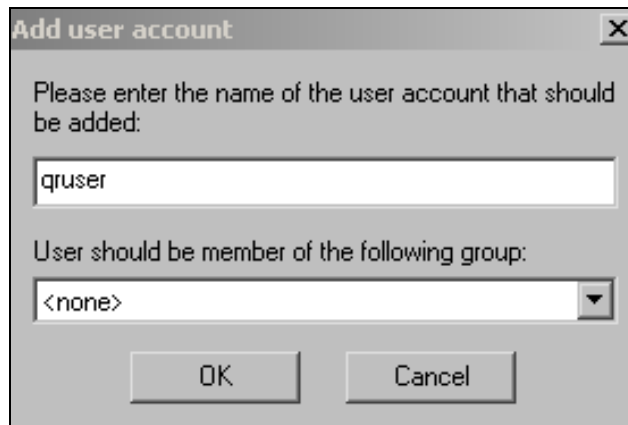 Add user account
Please enter the name of the user account that should
be added:
qruser
User should be member of the following group:
<none>
OK
Cancel